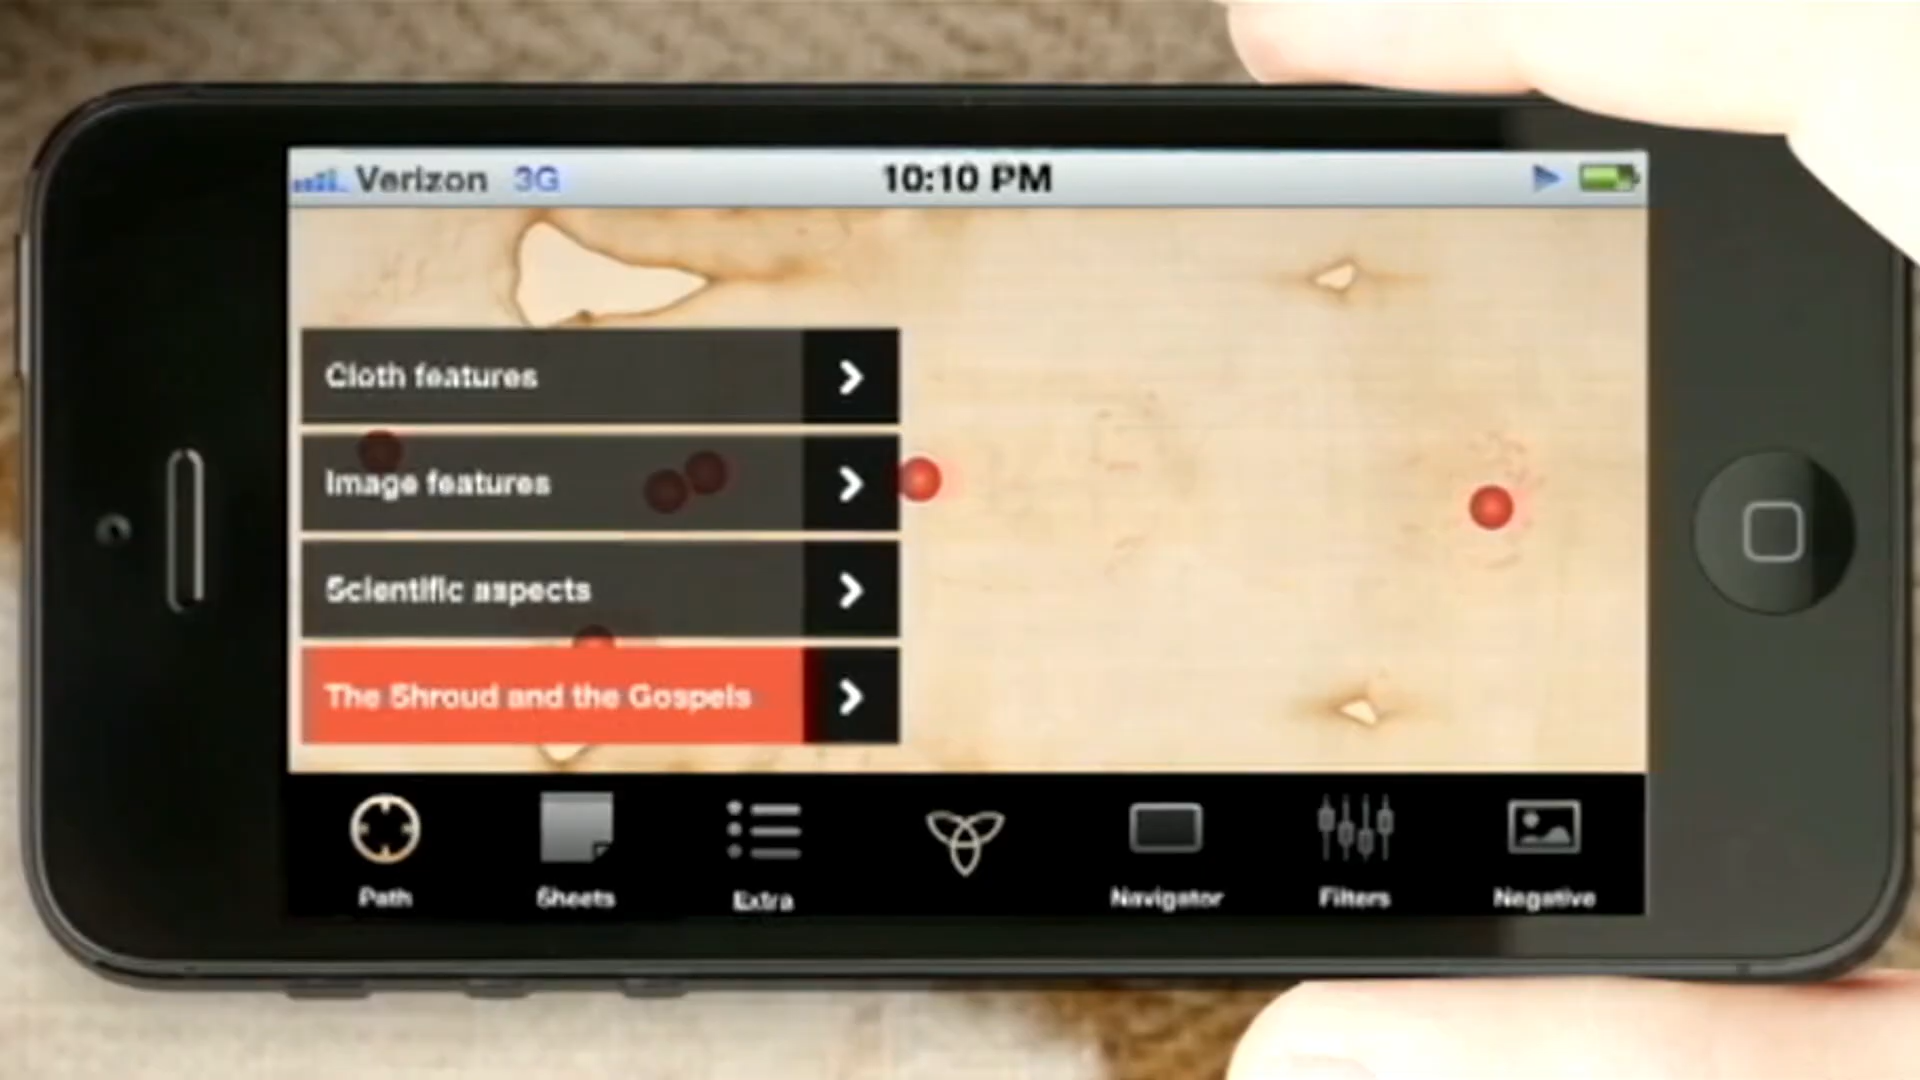 Verizon 3G 10:10 PM
Cloth features
Image features
Scientific aspects
The Shroud and the Gospels
Path Sheets Extra Navigator Filters Negative